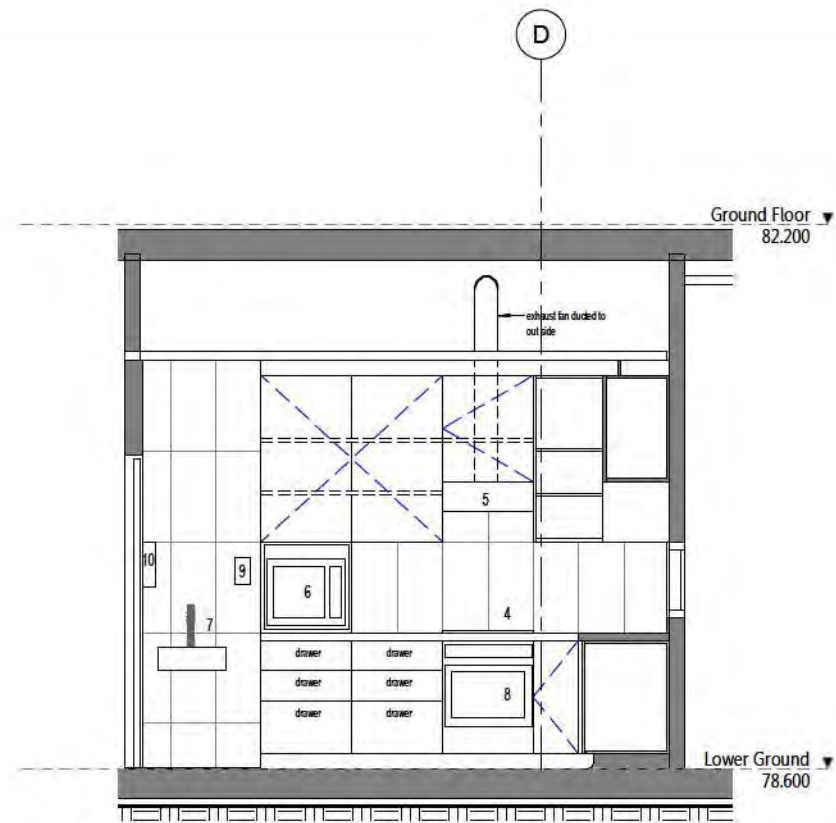 D
Ground Floor
82.200
exhaust fan ducted to
out side
5
10
9
6
4
7
drawer drawer
drawer drawer
8
drawer drawer
Lower Ground
78.600